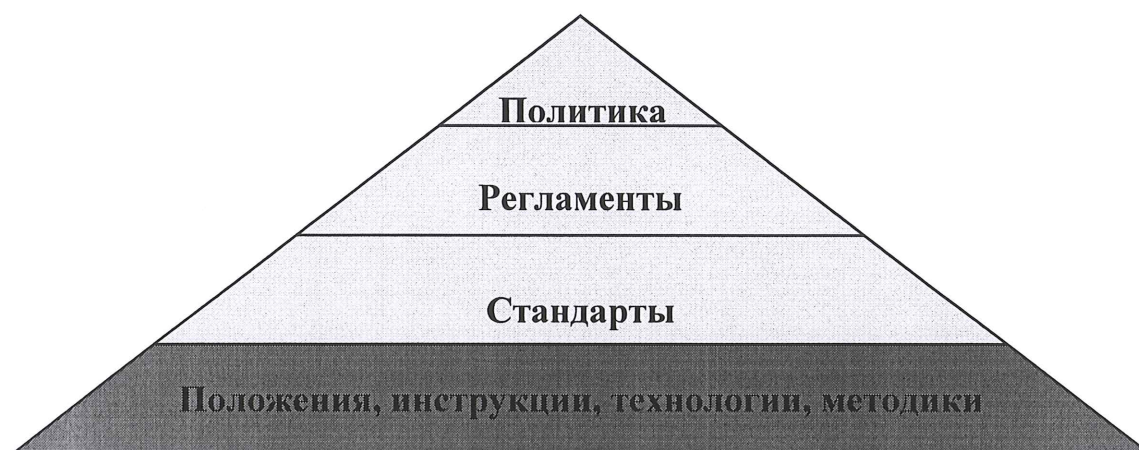 Политика
Регламенты
Стандарты
Положения, инструкции, технологии, методики